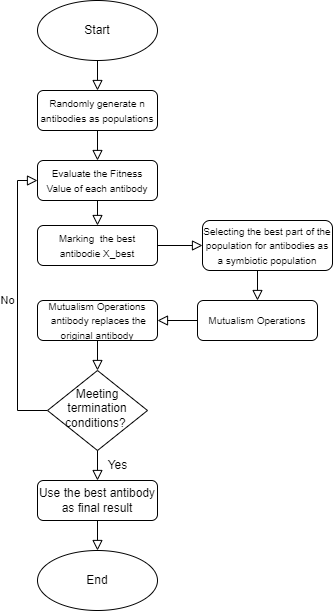 Start
Randomly generate n
antibodies as populations
Evaluate the Fitness
Value of each antibody
Marking the best
antibodie X_best
Selecting the best part of the
population for antibodies as
a symbiotic population
Mutualism Operations
Mutualism Operations
antibody replaces the
original antibody
No
Meeting
termination
conditions?
Yes
Use the best antibody
as final result
End